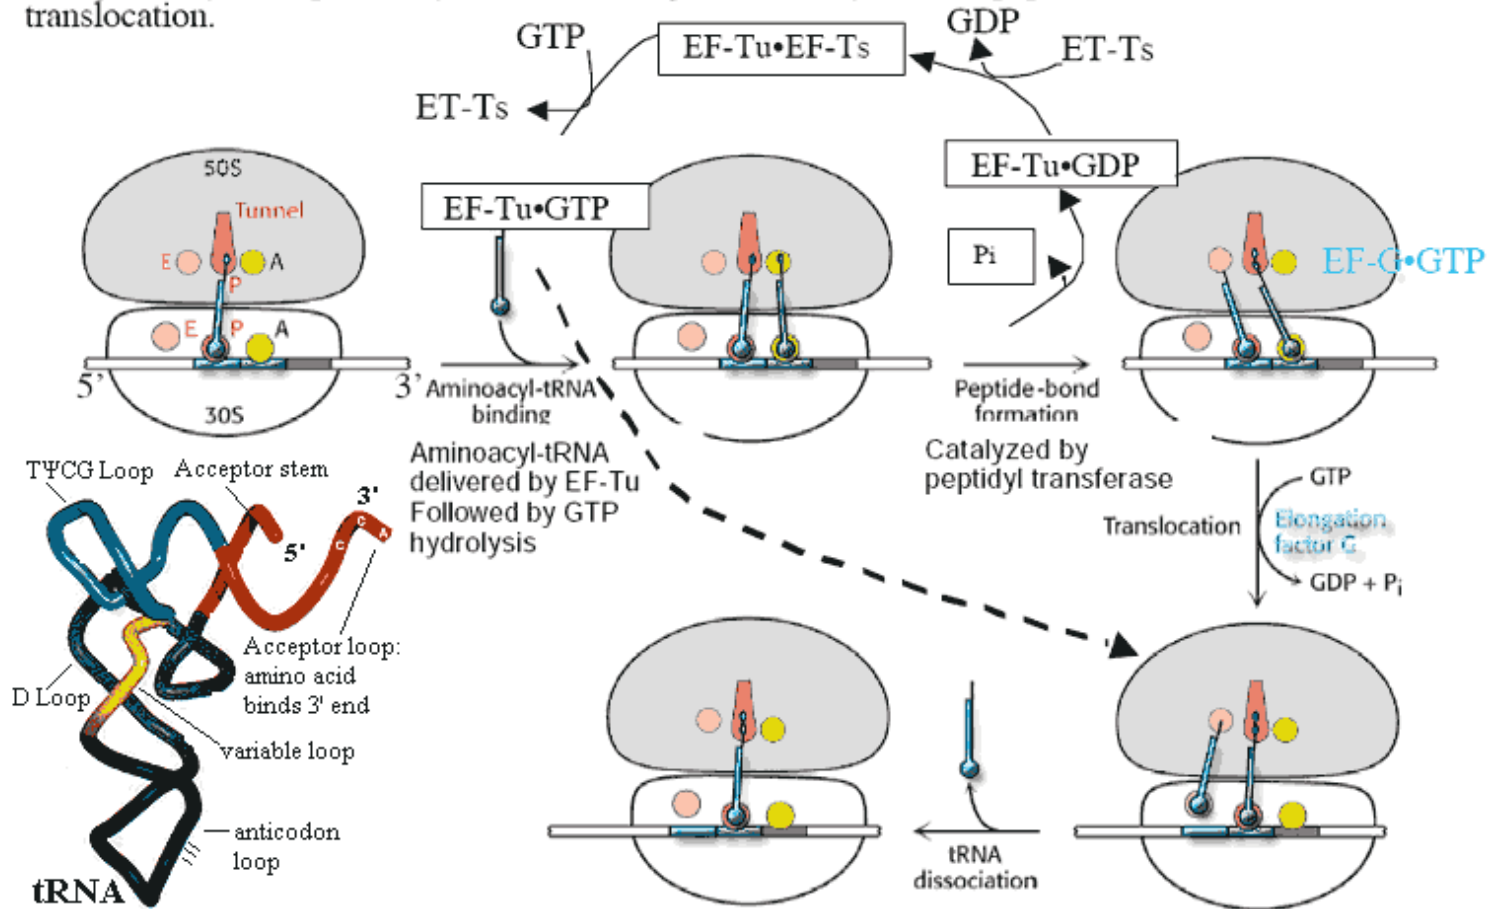 translocation.
GTP
EF-Tu•EF-Ts
GDP
ET-Ts
ET-Ts
EF-Tu•GTP
EF-Tu•GDP
Pi
50S
Tunnel
E
A
P
E
P
A
5’
3’
30S
EF-G•GTP
Aminoacyl-tRNA
binding
Aminoacyl-tRNA
delivered by EF-Tu
Followed by GTP
hydrolysis
Peptide-bond
formation
Catalyzed by
peptidyl transferase
GTP
Translocation
Elongation
factor G
GDP + Pi
TΨCG Loop
Acceptor stem
3'
C
C
A
5'
Acceptor loop:
amino acid
binds 3' end
D Loop
variable loop
anticodon
loop
tRNA
tRNA
dissociation